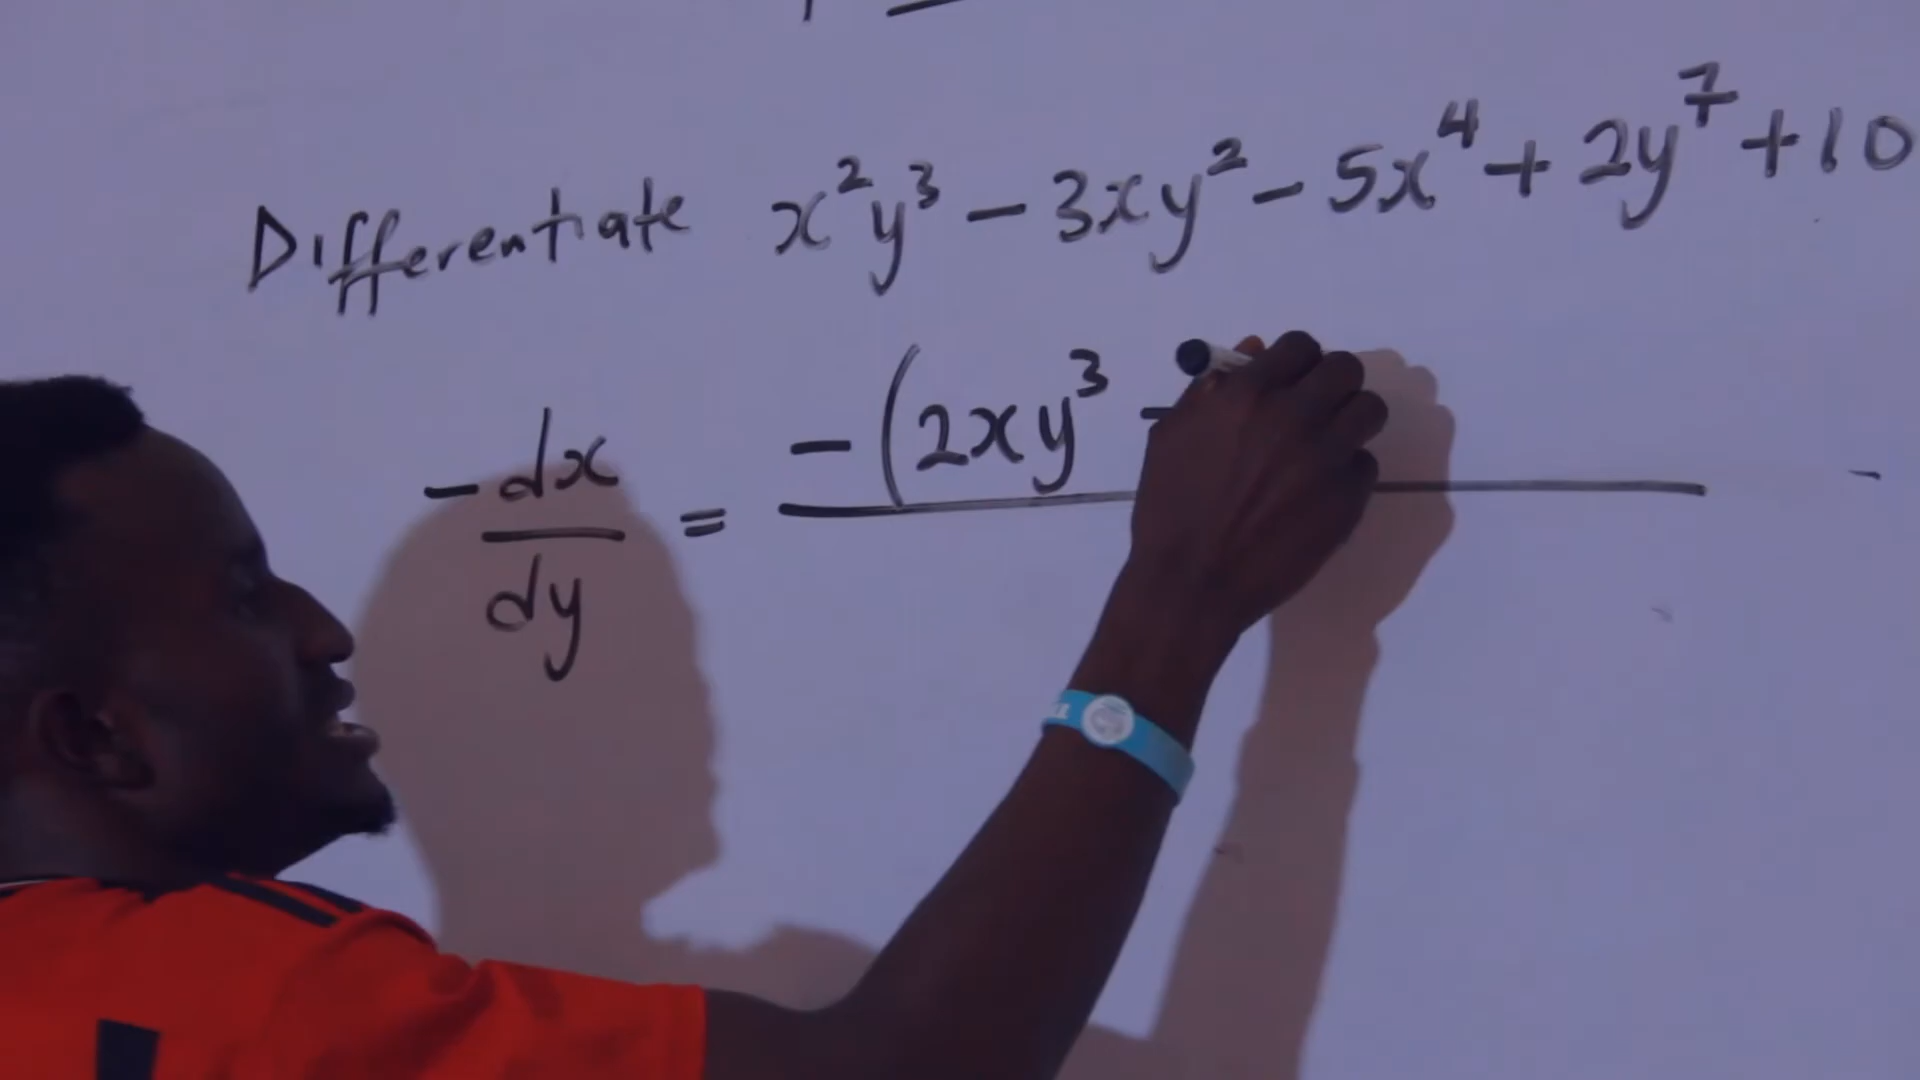 Differentiate x²y³ - 3xy² - 5x⁴ + 2y⁷ + 10
-dx/dy = -(2xy³ -